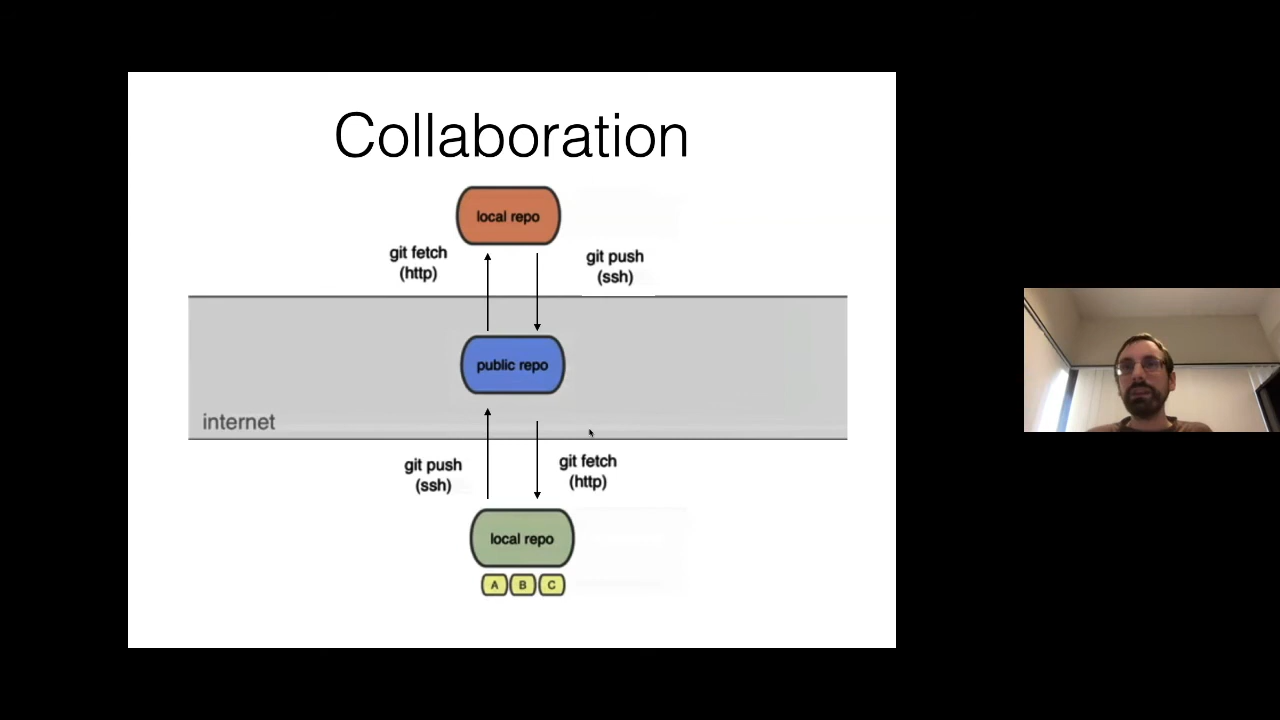 Collaboration
local repo
git fetch
(http)
git push
(ssh)
public repo
internet
git push
(ssh)
git fetch
(http)
local repo
A B C